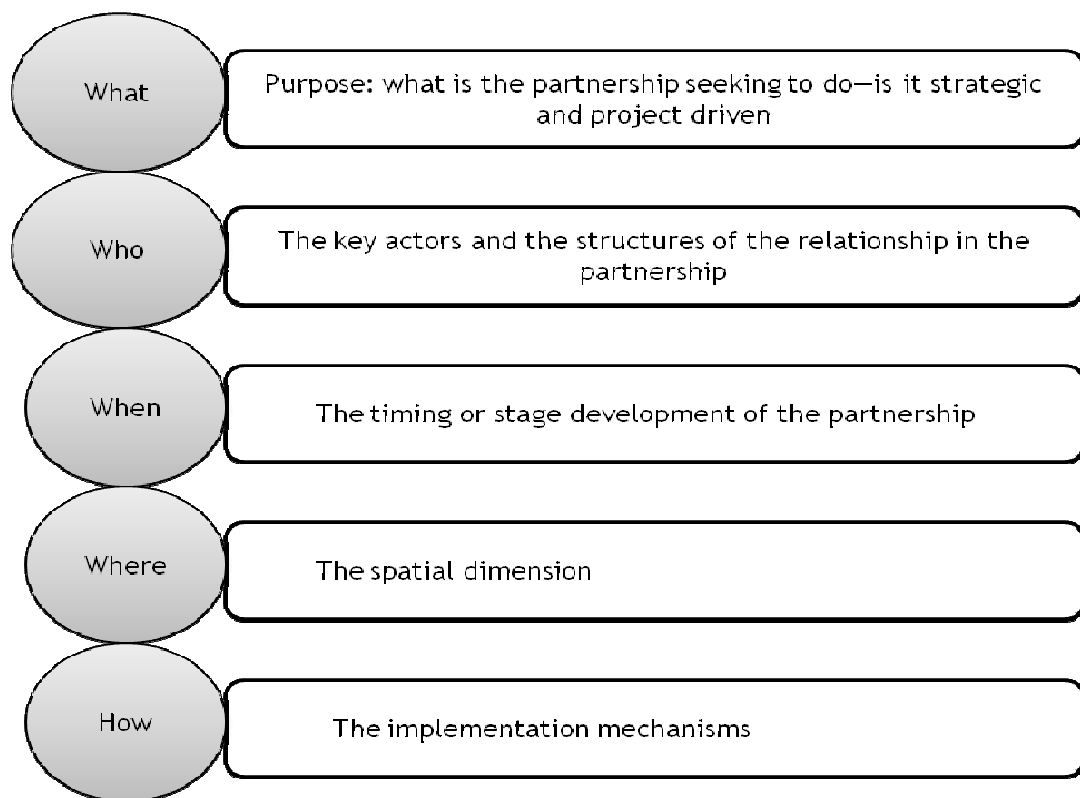 What
Purpose: what is the partnership seeking to do—is it strategic
and project driven
Who
The key actors and the structures of the relationship in the
partnership
When
The timing or stage development of the partnership
Where
The spatial dimension
How
The implementation mechanisms